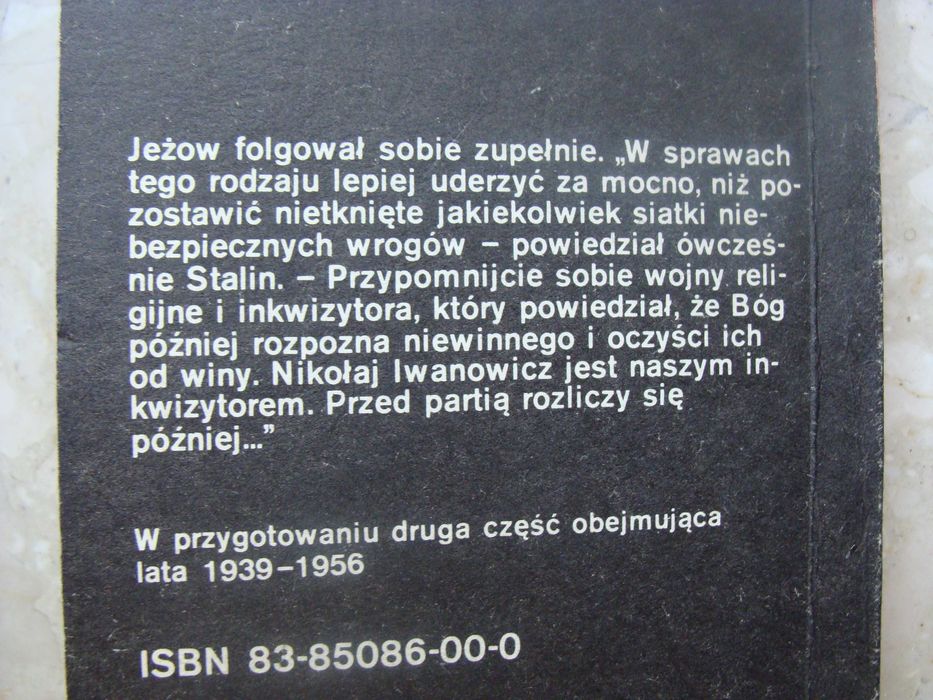 Jeżow folgował sobie zupełnie. „W sprawach
tego rodzaju lepiej uderzyć za mocno, niż po-
zostawić nietknięte jakiekolwiek siatki nie-
bezpiecznych wrogów – powiedział ówcześ-
nie Stalin. – Przypomnijcie sobie wojny reli-
gijne i inkwizytora, który powiedział, że Bóg
później rozpozna niewinnego i oczyści ich
od winy. Nikołaj Iwanowicz jest naszym in-
kwizytorem. Przed partią rozliczy się
później...”
W przygotowaniu druga część obejmująca
lata 1939–1956
ISBN 83-85086-00-0